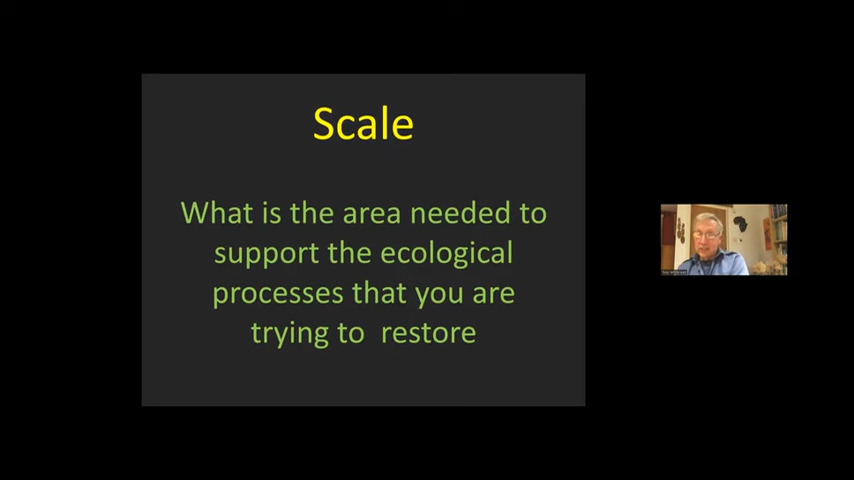 Scale
What is the area needed to
support the ecological
processes that you are
trying to restore